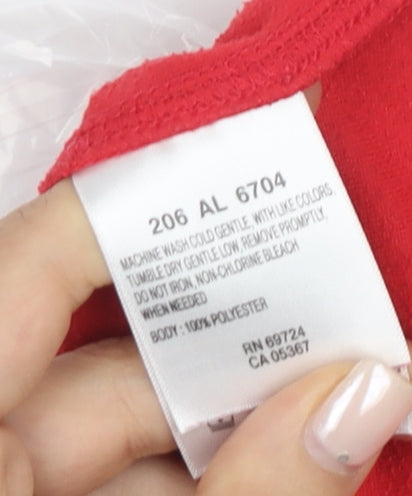 206 AL 6704
MACHINE WASH COLD GENTLE, WITH LIKE COLORS.
TUMBLE DRY GENTLE LOW. REMOVE PROMPTLY.
DO NOT IRON, NON-CHLORINE BLEACH
WHEN NEEDED
BODY : 100% POLYESTER
RN 69724
CA 05367